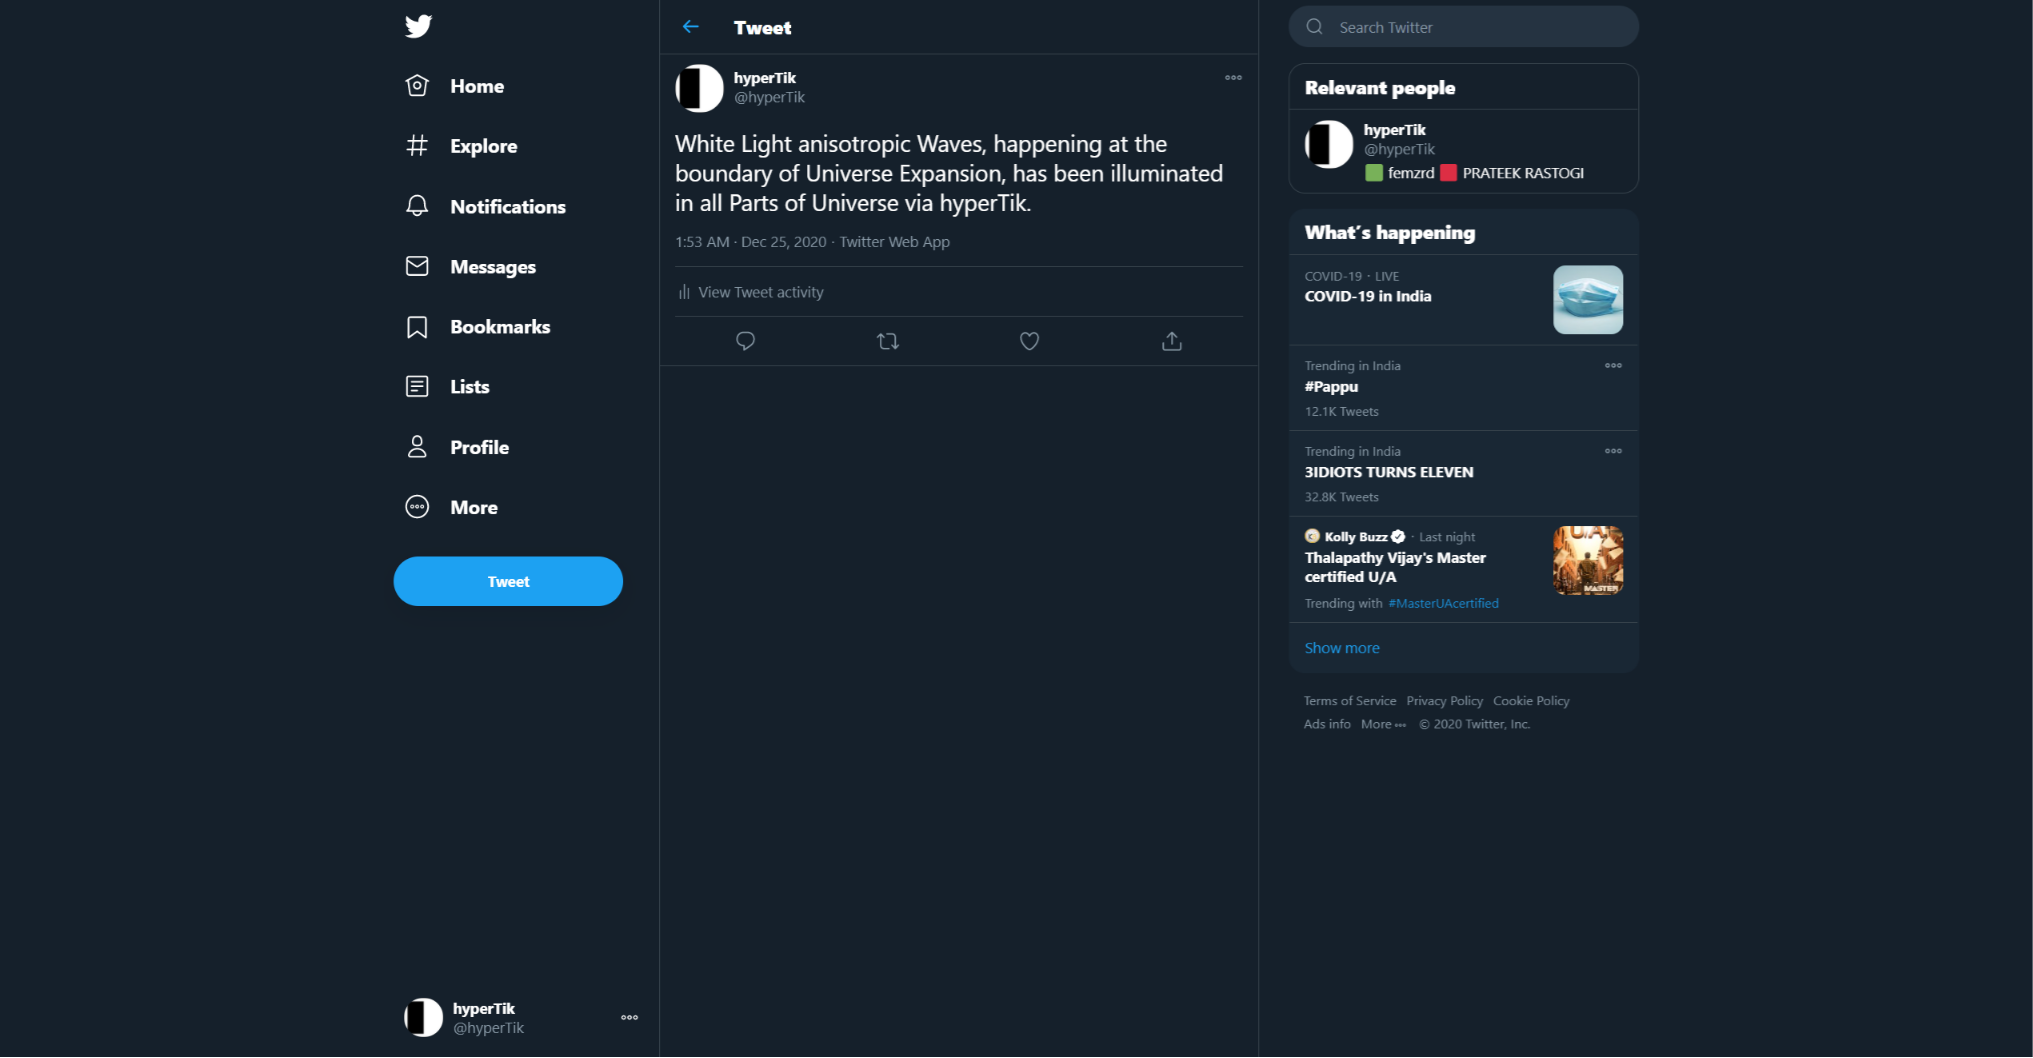 Home
Explore
Notifications
Messages
Bookmarks
Lists
Profile
More
Tweet
hyperTik
@hyperTik
Tweet
hyperTik
@hyperTik
White Light anisotropic Waves, happening at the
boundary of Universe Expansion, has been illuminated
in all Parts of Universe via hyperTik.
1:53 AM · Dec 25, 2020 · Twitter Web App
View Tweet activity
Search Twitter
Relevant people
hyperTik
@hyperTik
femzrd PRATEEK RASTOGI
What's happening
COVID-19 · LIVE
COVID-19 in India
Trending in India
#Pappu
12.1K Tweets
Trending in India
3IDIOTS TURNS ELEVEN
32.8K Tweets
Kolly Buzz · Last night
Thalapathy Vijay's Master
certified U/A
Trending with #MasterUAcertified
MASTER
Show more
Terms of Service Privacy Policy Cookie Policy
Ads info More © 2020 Twitter, Inc.